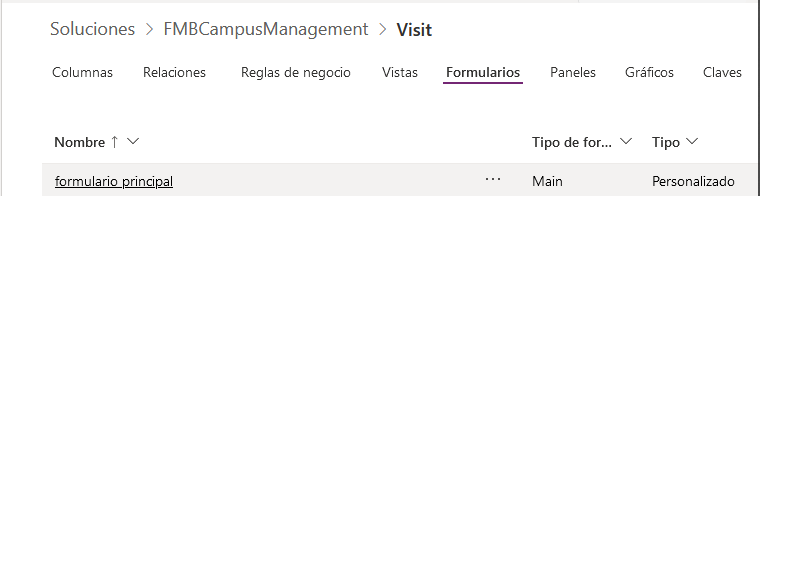 Soluciones > FMBCampusManagement > Visit
Columnas Relaciones Reglas de negocio Vistas Formularios Paneles Gráficos Claves
Nombre ↑ Tipo de for... Tipo
formulario principal ... Main Personalizado